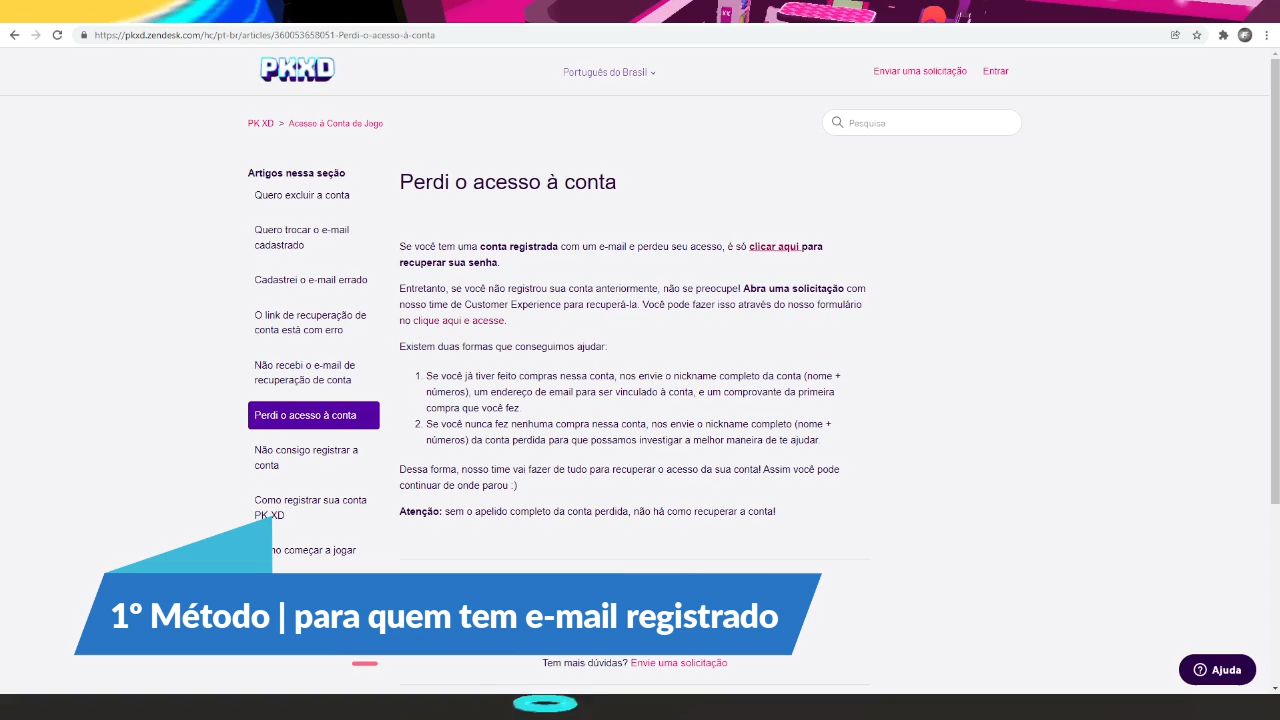 https://pkxd.zendesk.com/hc/pt-br/articles/360053658051-Perdi-o-acesso-à-conta
PKXD
Português do Brasil
Enviar uma solicitação
Entrar
PK XD > Acesso à Conta de Jogo
Pesquisa
Artigos nessa seção
Quero excluir a conta
Quero trocar o e-mail
cadastrado
Cadastrei o e-mail errado
O link de recuperação de
conta está com erro
Não recebi o e-mail de
recuperação de conta
Perdi o acesso à conta
Não consigo registrar a
conta
Como registrar sua conta
PK XD
mo começar a jogar
Perdi o acesso à conta
Se você tem uma conta registrada com um e-mail e perdeu seu acesso, é só clicar aqui para
recuperar sua senha.
Entretanto, se você não registrou sua conta anteriormente, não se preocupe! Abra uma solicitação com
nosso time de Customer Experience para recuperá-la. Você pode fazer isso através do nosso formulário
no clique aqui e acesse.
Existem duas formas que conseguimos ajudar:
1. Se você já tiver feito compras nessa conta, nos envie o nickname completo da conta (nome +
números), um endereço de email para ser vinculado à conta, e um comprovante da primeira
compra que você fez.
2. Se você nunca fez nenhuma compra nessa conta, nos envie o nickname completo (nome +
números) da conta perdida para que possamos investigar a melhor maneira de te ajudar.
Dessa forma, nosso time vai fazer de tudo para recuperar o acesso da sua conta! Assim você pode
continuar de onde parou :)
Atenção: sem o apelido completo da conta perdida, não há como recuperar a conta!
1º Método | para quem tem e-mail registrado
Tem mais dúvidas? Envie uma solicitação
Ajuda